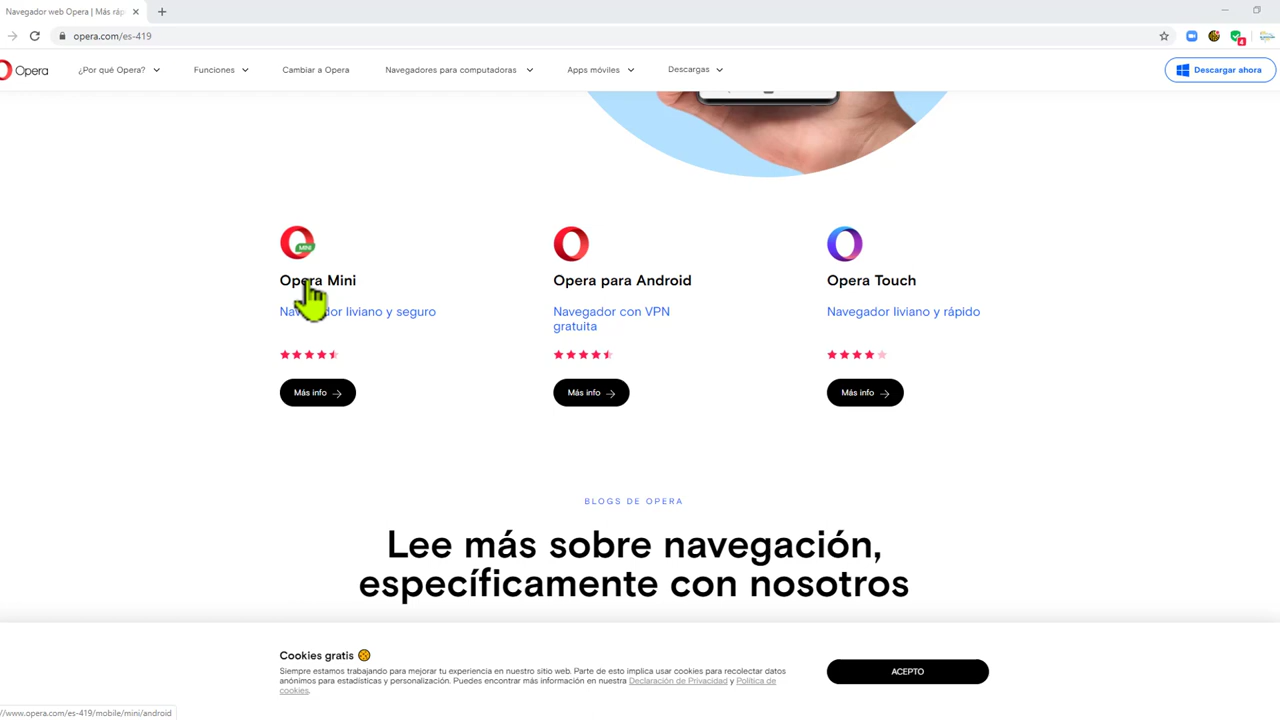 Navegador web Opera | Más ráp
opera.com/es-419
Opera
¿Por qué Opera?
Funciones
Cambiar a Opera
Navegadores para computadoras
Apps móviles
Descargas
Descargar ahora
MINI
Opera Mini
Opera para Android
Opera Touch
Navegador liviano y seguro
Navegador con VPN
gratuita
Navegador liviano y rápido
Más info
Más info
Más info
BLOGS DE OPERA
Lee más sobre navegación,
específicamente con nosotros
Cookies gratis
Siempre estamos trabajando para mejorar tu experiencia en nuestro sitio web. Parte de esto implica usar cookies para recolectar datos
anónimos para estadísticas y personalización. Puedes encontrar más información en nuestra Declaración de Privacidad y Política de
cookies.
ACEPTO
//www.opera.com/es-419/mobile/mini/android